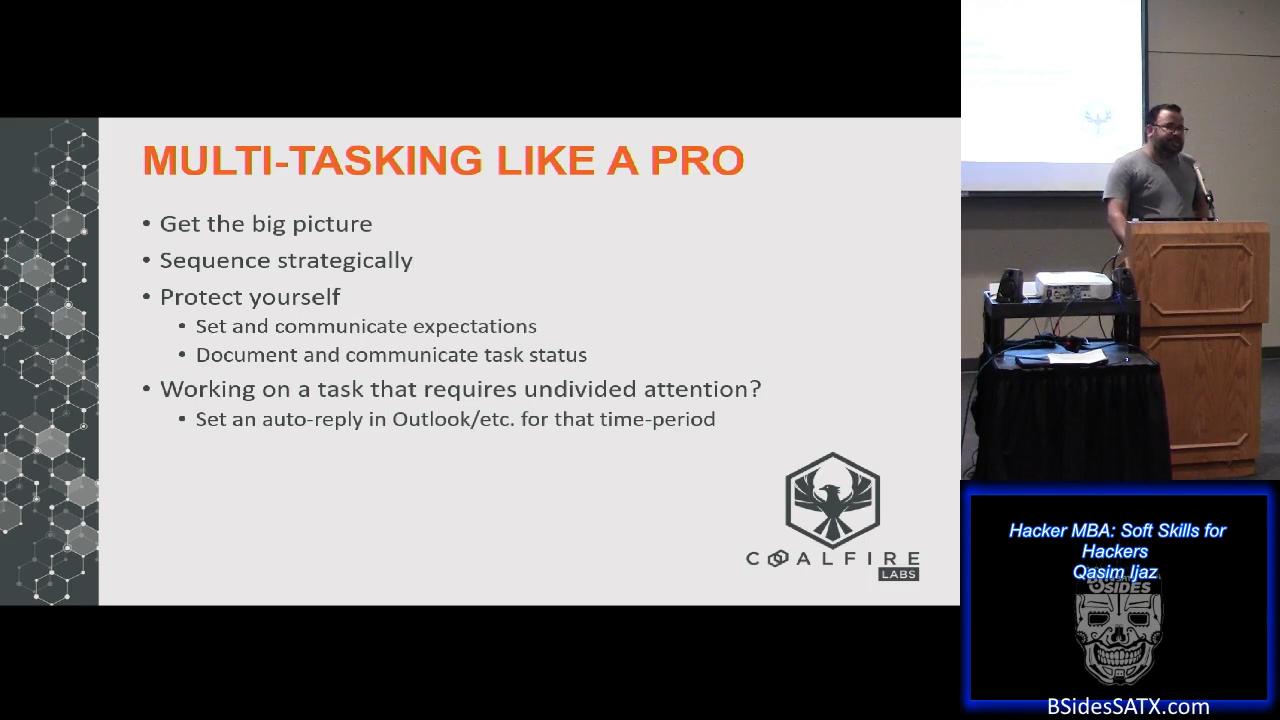 MULTI-TASKING LIKE A PRO
• Get the big picture
• Sequence strategically
• Protect yourself
• Set and communicate expectations
• Document and communicate task status
• Working on a task that requires undivided attention?
• Set an auto-reply in Outlook/etc. for that time-period
COALFIRE
LABS
Hacker MBA: Soft Skills for
Hackers
Qasim Ijaz
BSIDES
BSidesSATX.com